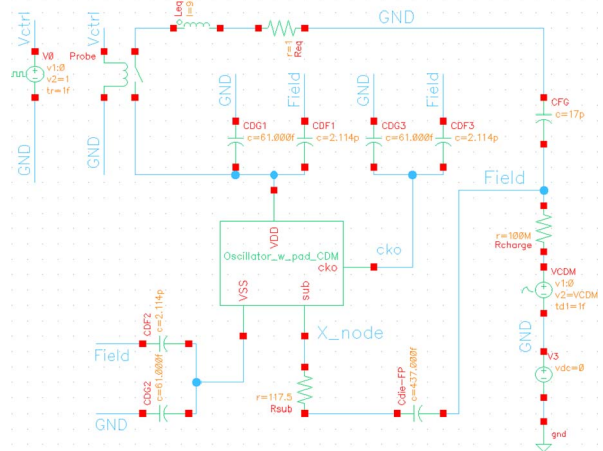 Vctrl
V0
v1:0
v2=1
tr=1f
GND
Vctrl
Probe
GND
Leq
l=9
r=1
Req
GND
GND
Field
CDG1
c=61.000f
CDF1
c=2.114p
GND
Field
CDG3
c=61.000f
CDF3
c=2.114p
CFG
c=17p
Field
r=100M
Rcharge
VCDM
v1:0
v2=VCDM
td1=1f
GND
V3
vdc=0
gnd
VDD
Oscillator_w_pad_CDM
cko
VSS
sub
cko
X_node
CDF2
c=2.114p
Field
CDG2
c=61.000f
GND
r=117.5
Rsub
Cdie-FP
c=437.000f